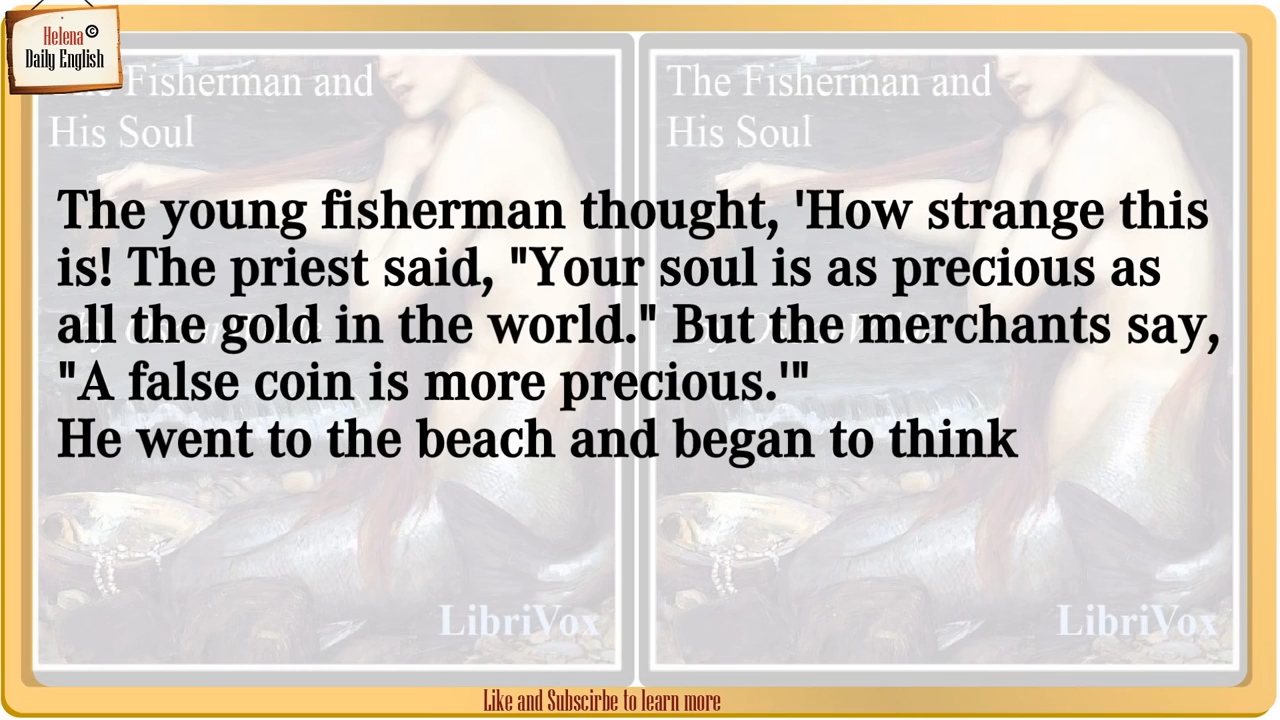 Helena©
Daily English
The Fisherman and
His Soul
The Fisherman and
His Soul
The young fisherman thought, 'How strange this
is! The priest said, "Your soul is as precious as
all the gold in the world." But the merchants say,
"A false coin is more precious.'"
He went to the beach and began to think
LibriVox
LibriVox
Like and Subscirbe to learn more